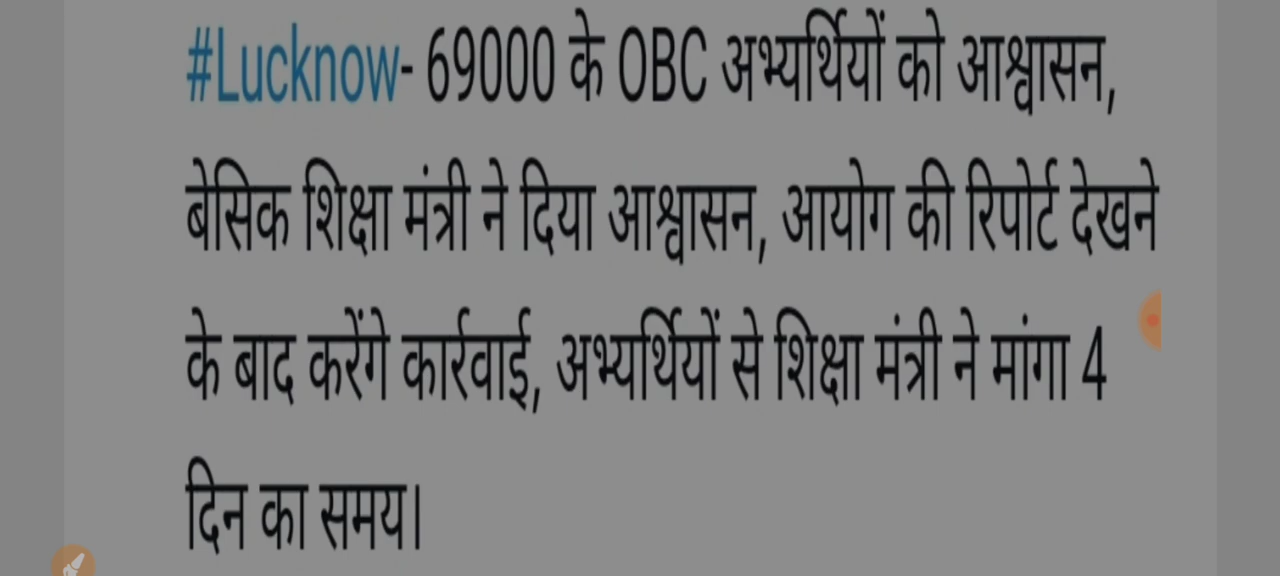 #Lucknow- 69000 के OBC अभ्यर्थियों को आश्वासन,
बेसिक शिक्षा मंत्री ने दिया आश्वासन, आयोग की रिपोर्ट देखने
के बाद करेंगे कार्रवाई, अभ्यर्थियों से शिक्षा मंत्री ने मांगा 4
दिन का समय।